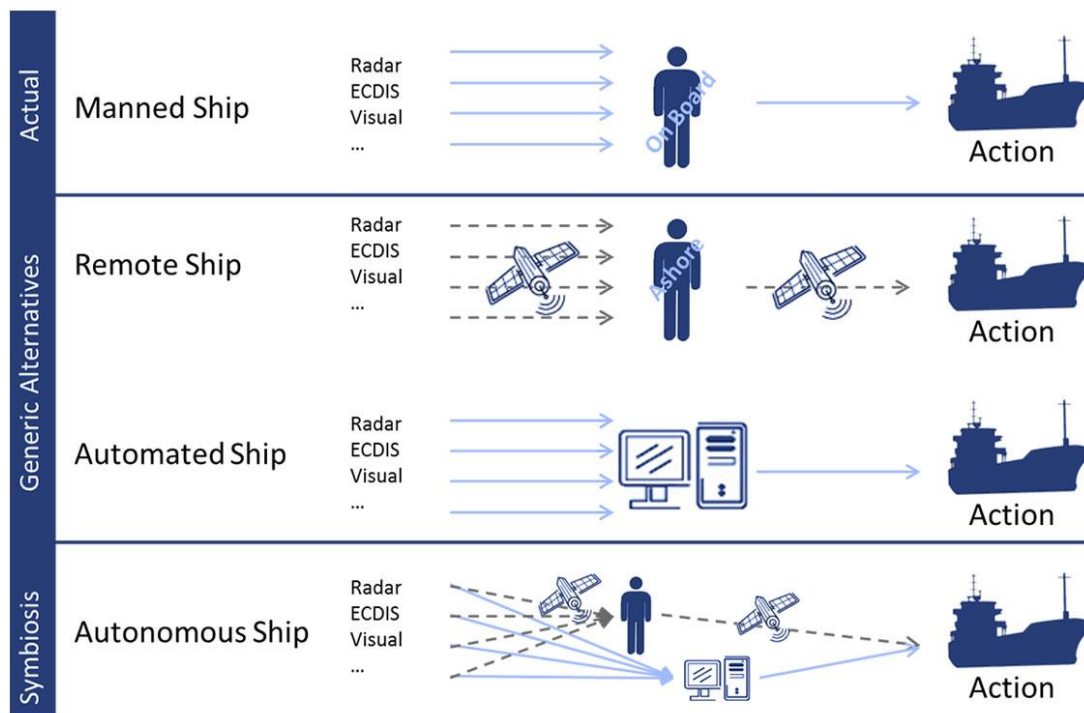 Actual
Manned Ship
Radar
ECDIS
Visual
...
On Board
Action
Generic Alternatives
Remote Ship
Radar
ECDIS
Visual
...
Ashore
Action
Automated Ship
Radar
ECDIS
Visual
...
Action
Symbiosis
Autonomous Ship
Radar
ECDIS
Visual
...
Action